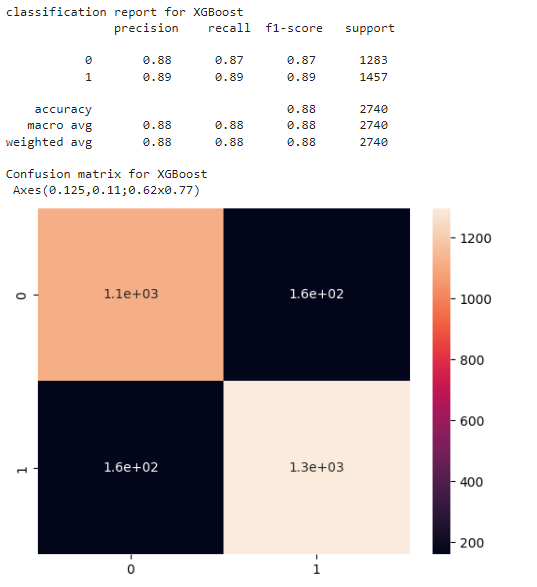 classification report for XGBoost
precision recall f1-score support
0 0.88 0.87 0.87 1283
1 0.89 0.89 0.89 1457
accuracy 0.88 2740
macro avg 0.88 0.88 0.88 2740
weighted avg 0.88 0.88 0.88 2740
Confusion matrix for XGBoost
Axes(0.125,0.11;0.62x0.77)
1200
0 1.1e+03 1.6e+02
1000
800
600
1 1.6e+02 1.3e+03
400
200
0 1